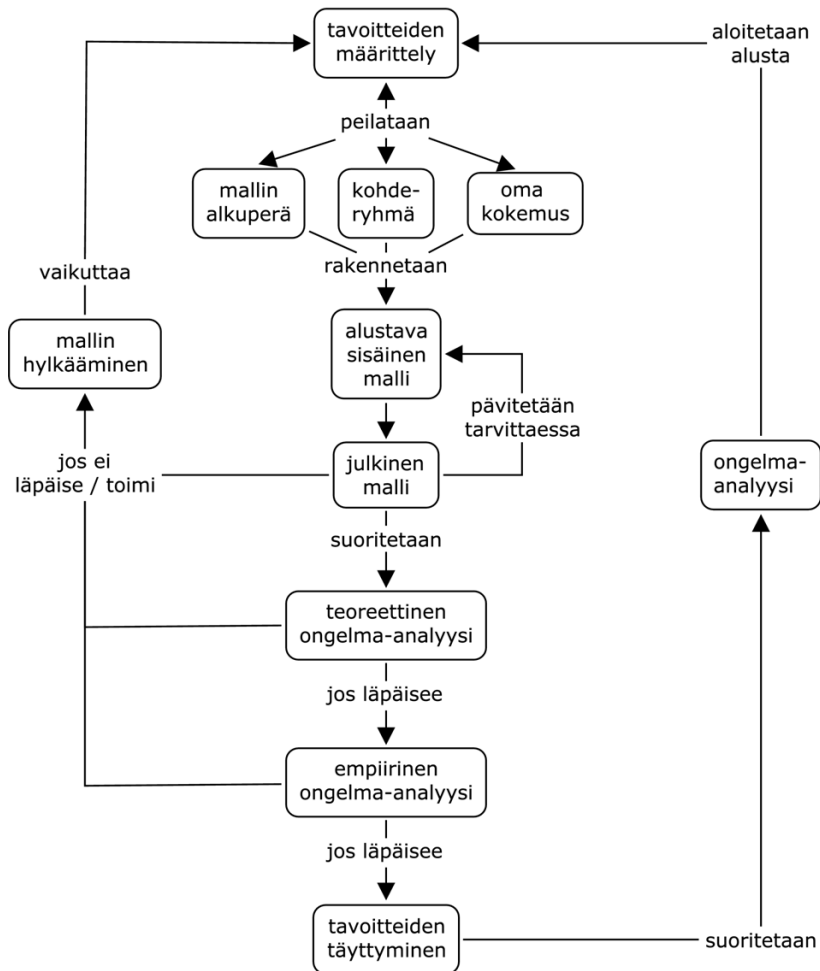 tavoitteiden
määrittely
aloitetaan
alusta
peilataan
mallin
alkuperä
kohde-
ryhmä
oma
kokemus
vaikuttaa
rakennetaan
mallin
hylkääminen
alustava
sisäinen
malli
pävitetään
tarvittaessa
jos ei
läpäise / toimi
julkinen
malli
ongelma-
analyysi
suoritetaan
teoreettinen
ongelma-analyysi
jos läpäisee
empiirinen
ongelma-analyysi
jos läpäisee
tavoitteiden
täyttyminen
suoritetaan